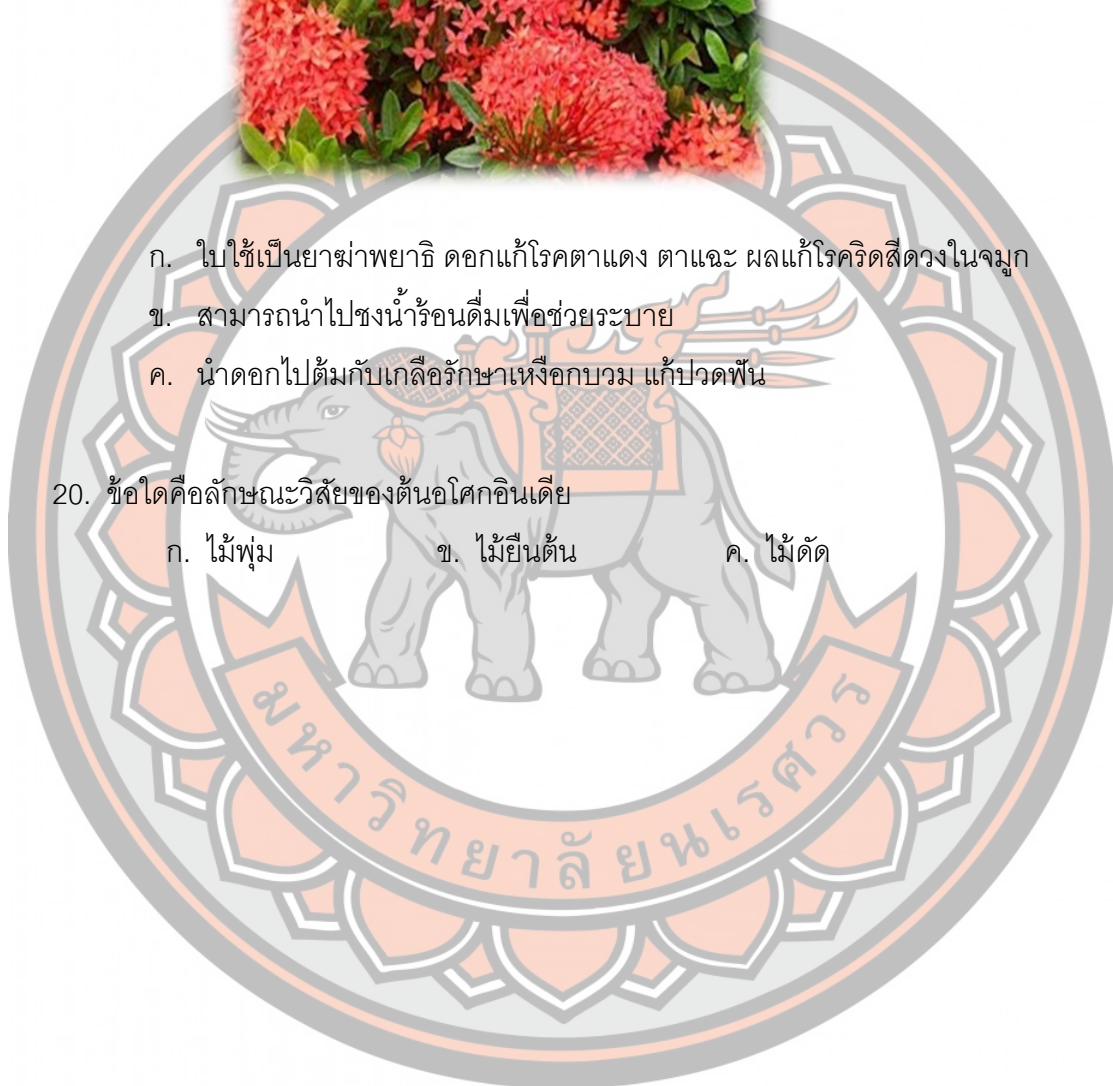 ก. ใบใช้เป็นยาฆ่าพยาธิ ดอกแก้โรคตาแดง ตาแฉะ ผลแก้โรคริดสีดวงในจมูก
ข. สามารถนำไปชงน้ำร้อนดื่มเพื่อช่วยระบาย
ค. นำดอกไปต้มกับเกลือรักษาเหงือกบวม แก้ปวดฟัน
20. ข้อใดคือลักษณะวิสัยของต้นอโศกอินเดีย
ก. ไม้พุ่ม ข. ไม้ยืนต้น ค. ไม้ดัด
มหาวิทยาลัยนเรศวร